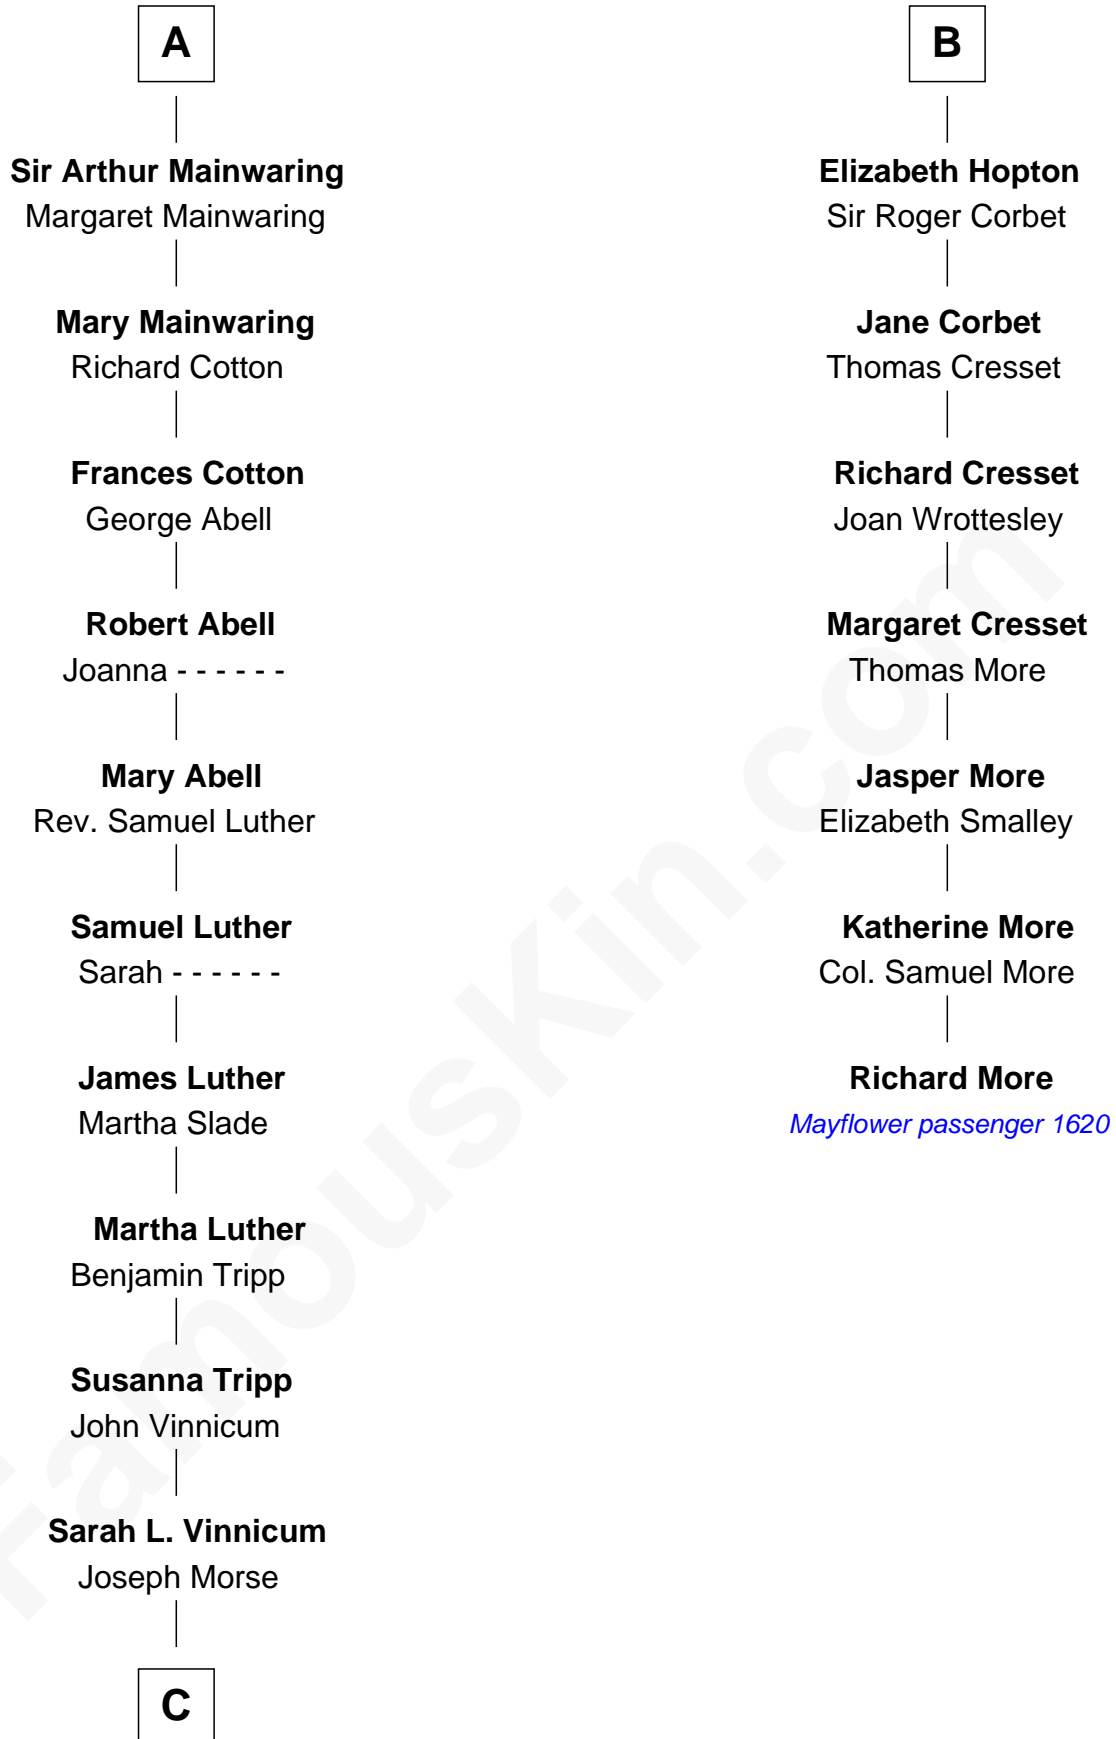 A
Sir Arthur Mainwaring
Margaret Mainwaring
Mary Mainwaring
Richard Cotton
Frances Cotton
George Abell
Robert Abell
Joanna - - - - - -
Mary Abell
Rev. Samuel Luther
Samuel Luther
Sarah - - - - - -
James Luther
Martha Slade
Martha Luther
Benjamin Tripp
Susanna Tripp
John Vinnicum
Sarah L. Vinnicum
Joseph Morse
C
B
Elizabeth Hopton
Sir Roger Corbet
Jane Corbet
Thomas Cresset
Richard Cresset
Joan Wrottesley
Margaret Cresset
Thomas More
Jasper More
Elizabeth Smalley
Katherine More
Col. Samuel More
Richard More
Mayflower passenger 1620
FamousKin.com